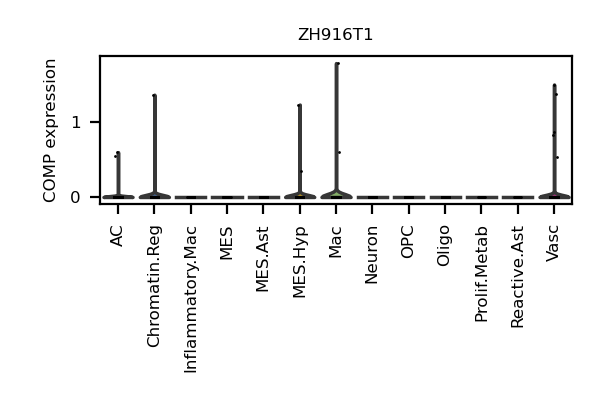 ZH916T1
COMP expression
1
0
AC
Chromatin.Reg
Inflammatory.Mac
MES
MES.Ast
MES.Hyp
Mac
Neuron
OPC
Oligo
Prolif.Metab
Reactive.Ast
Vasc